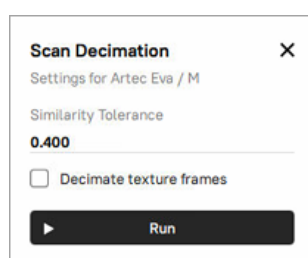 Scan Decimation
Settings for Artec Eva / M
Similarity Tolerance
0.400
Decimate texture frames
Run